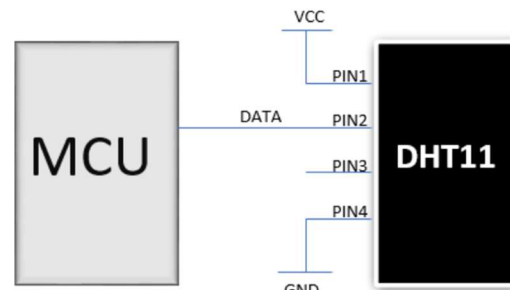 VCC
PIN1
DATA
PIN2
MCU
DHT11
PIN3
PIN4
GND